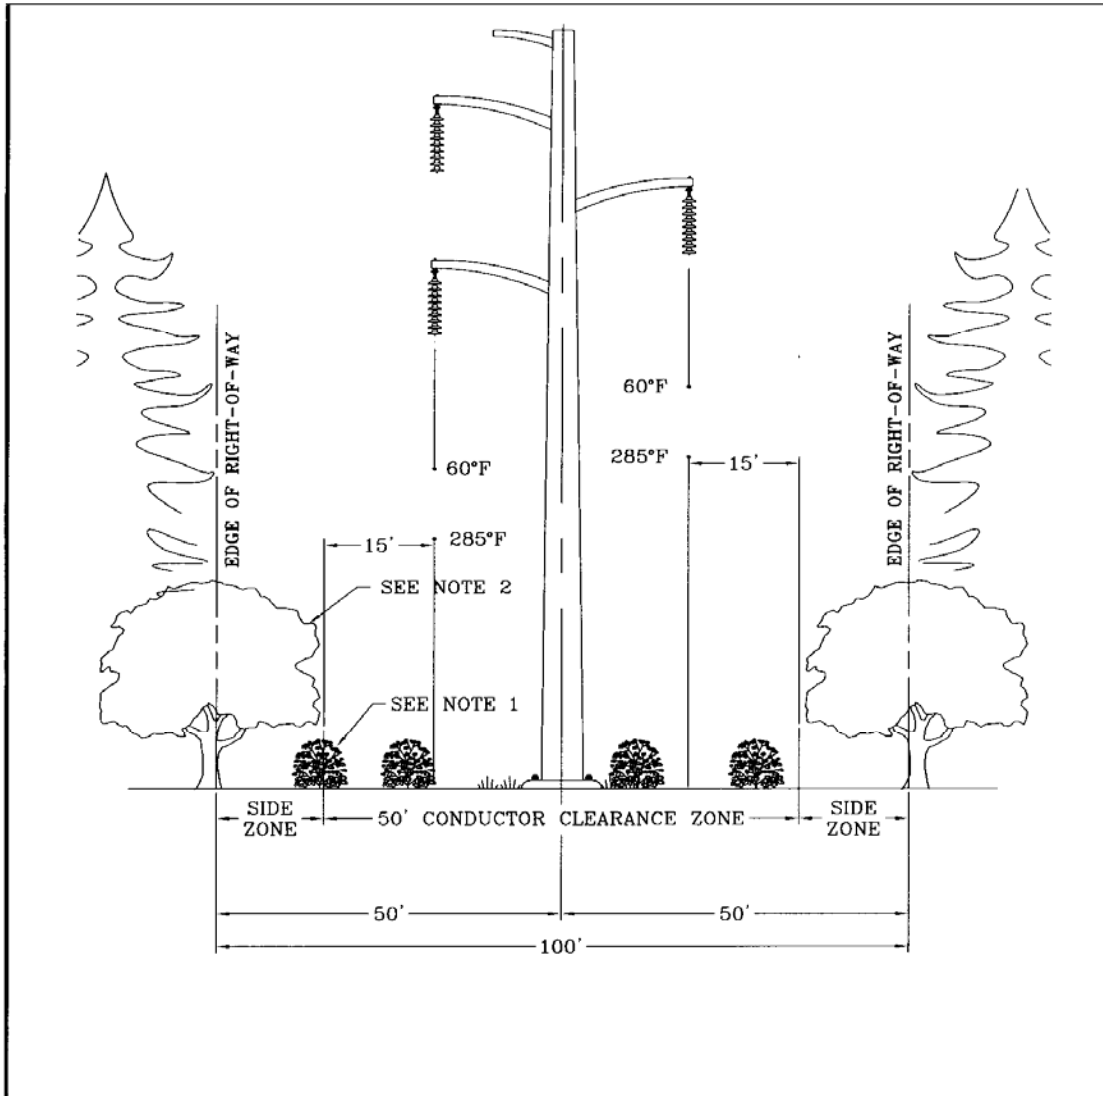 EDGE OF RIGHT-OF-WAY
EDGE OF RIGHT-OF-WAY
60°F
285°F
15'
60°F
285°F
15'
SEE NOTE 2
SEE NOTE 1
SIDE
ZONE
50' CONDUCTOR CLEARANCE ZONE
SIDE
ZONE
50'
50'
100'